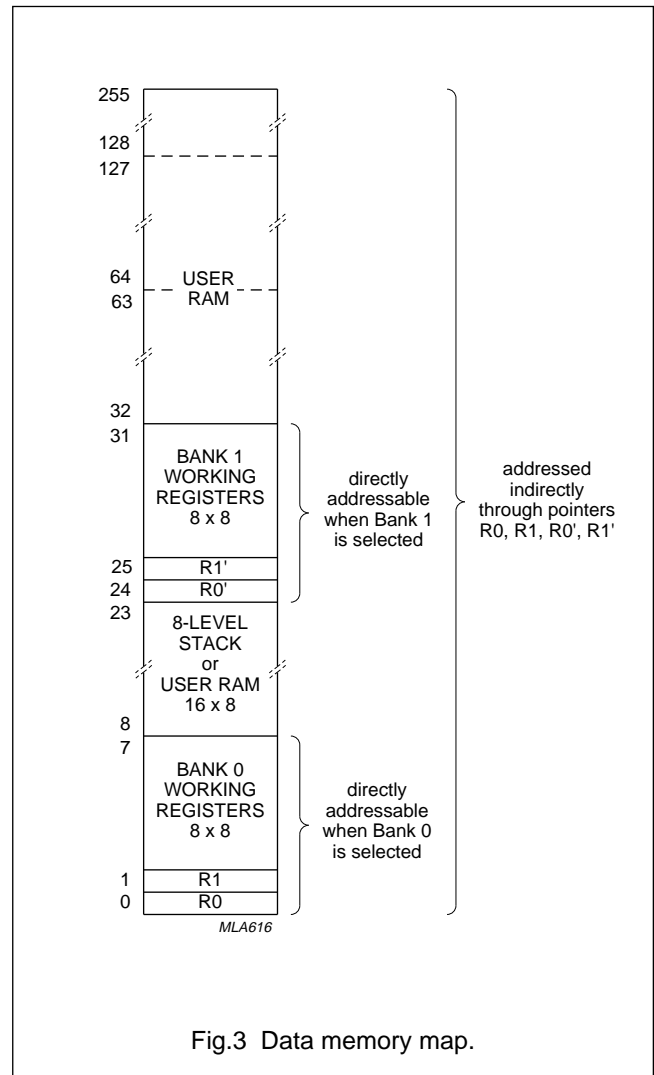 255
128
127
64
63
USER
RAM
32
31
BANK 1
WORKING
REGISTERS
8 x 8
directly
addressable
when Bank 1
is selected
addressed
indirectly
through pointers
R0, R1, R0', R1'
25
R1'
24
R0'
23
8-LEVEL
STACK
or
USER RAM
16 x 8
8
7
BANK 0
WORKING
REGISTERS
8 x 8
directly
addressable
when Bank 0
is selected
1
R1
0
R0
MLA616
Fig.3 Data memory map.